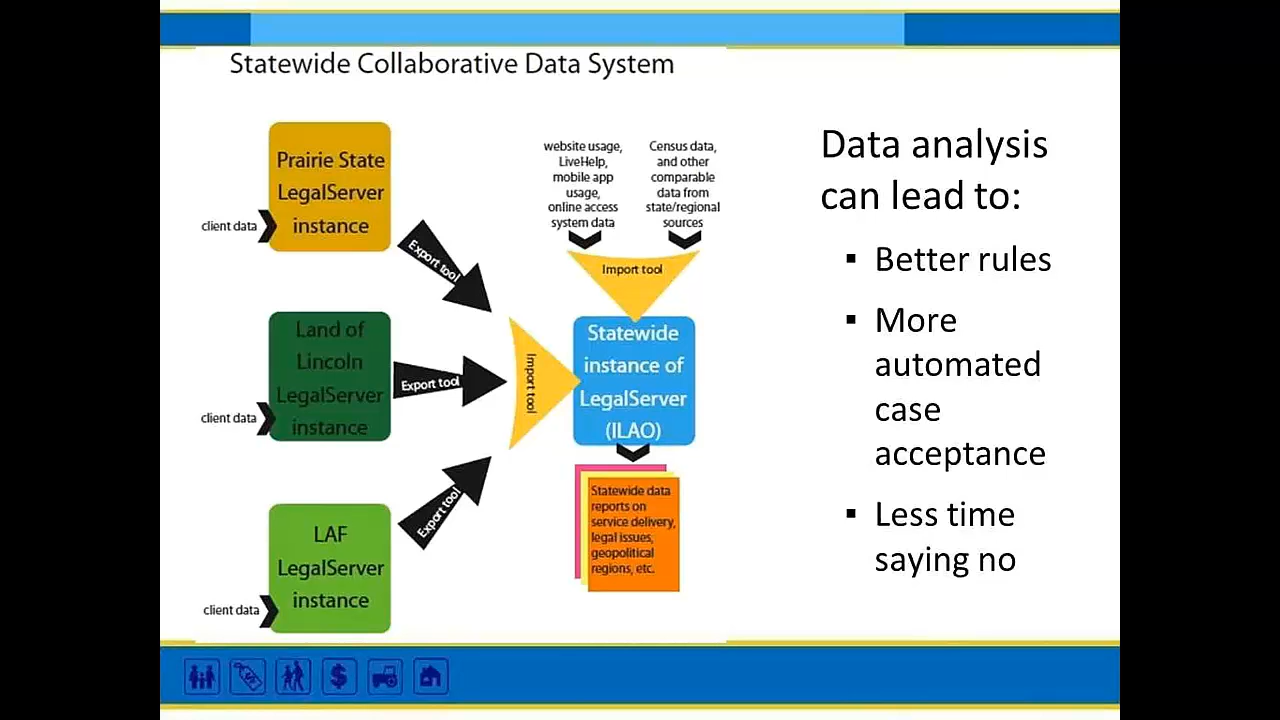 Statewide Collaborative Data System
Prairie State
LegalServer
instance
client data
Export tool
Land of
Lincoln
LegalServer
instance
client data
Export tool
LAF
LegalServer
instance
client data
Export tool
Import tool
website usage,
LiveHelp,
mobile app
usage,
online access
system data
Census data,
and other
comparable
data from
state/regional
sources
Import tool
Statewide
instance of
LegalServer
(ILAO)
Statewide data
reports on
service delivery,
legal issues,
geopolitical
regions, etc.
Data analysis
can lead to:
▪ Better rules
▪ More
automated
case
acceptance
▪ Less time
saying no
$